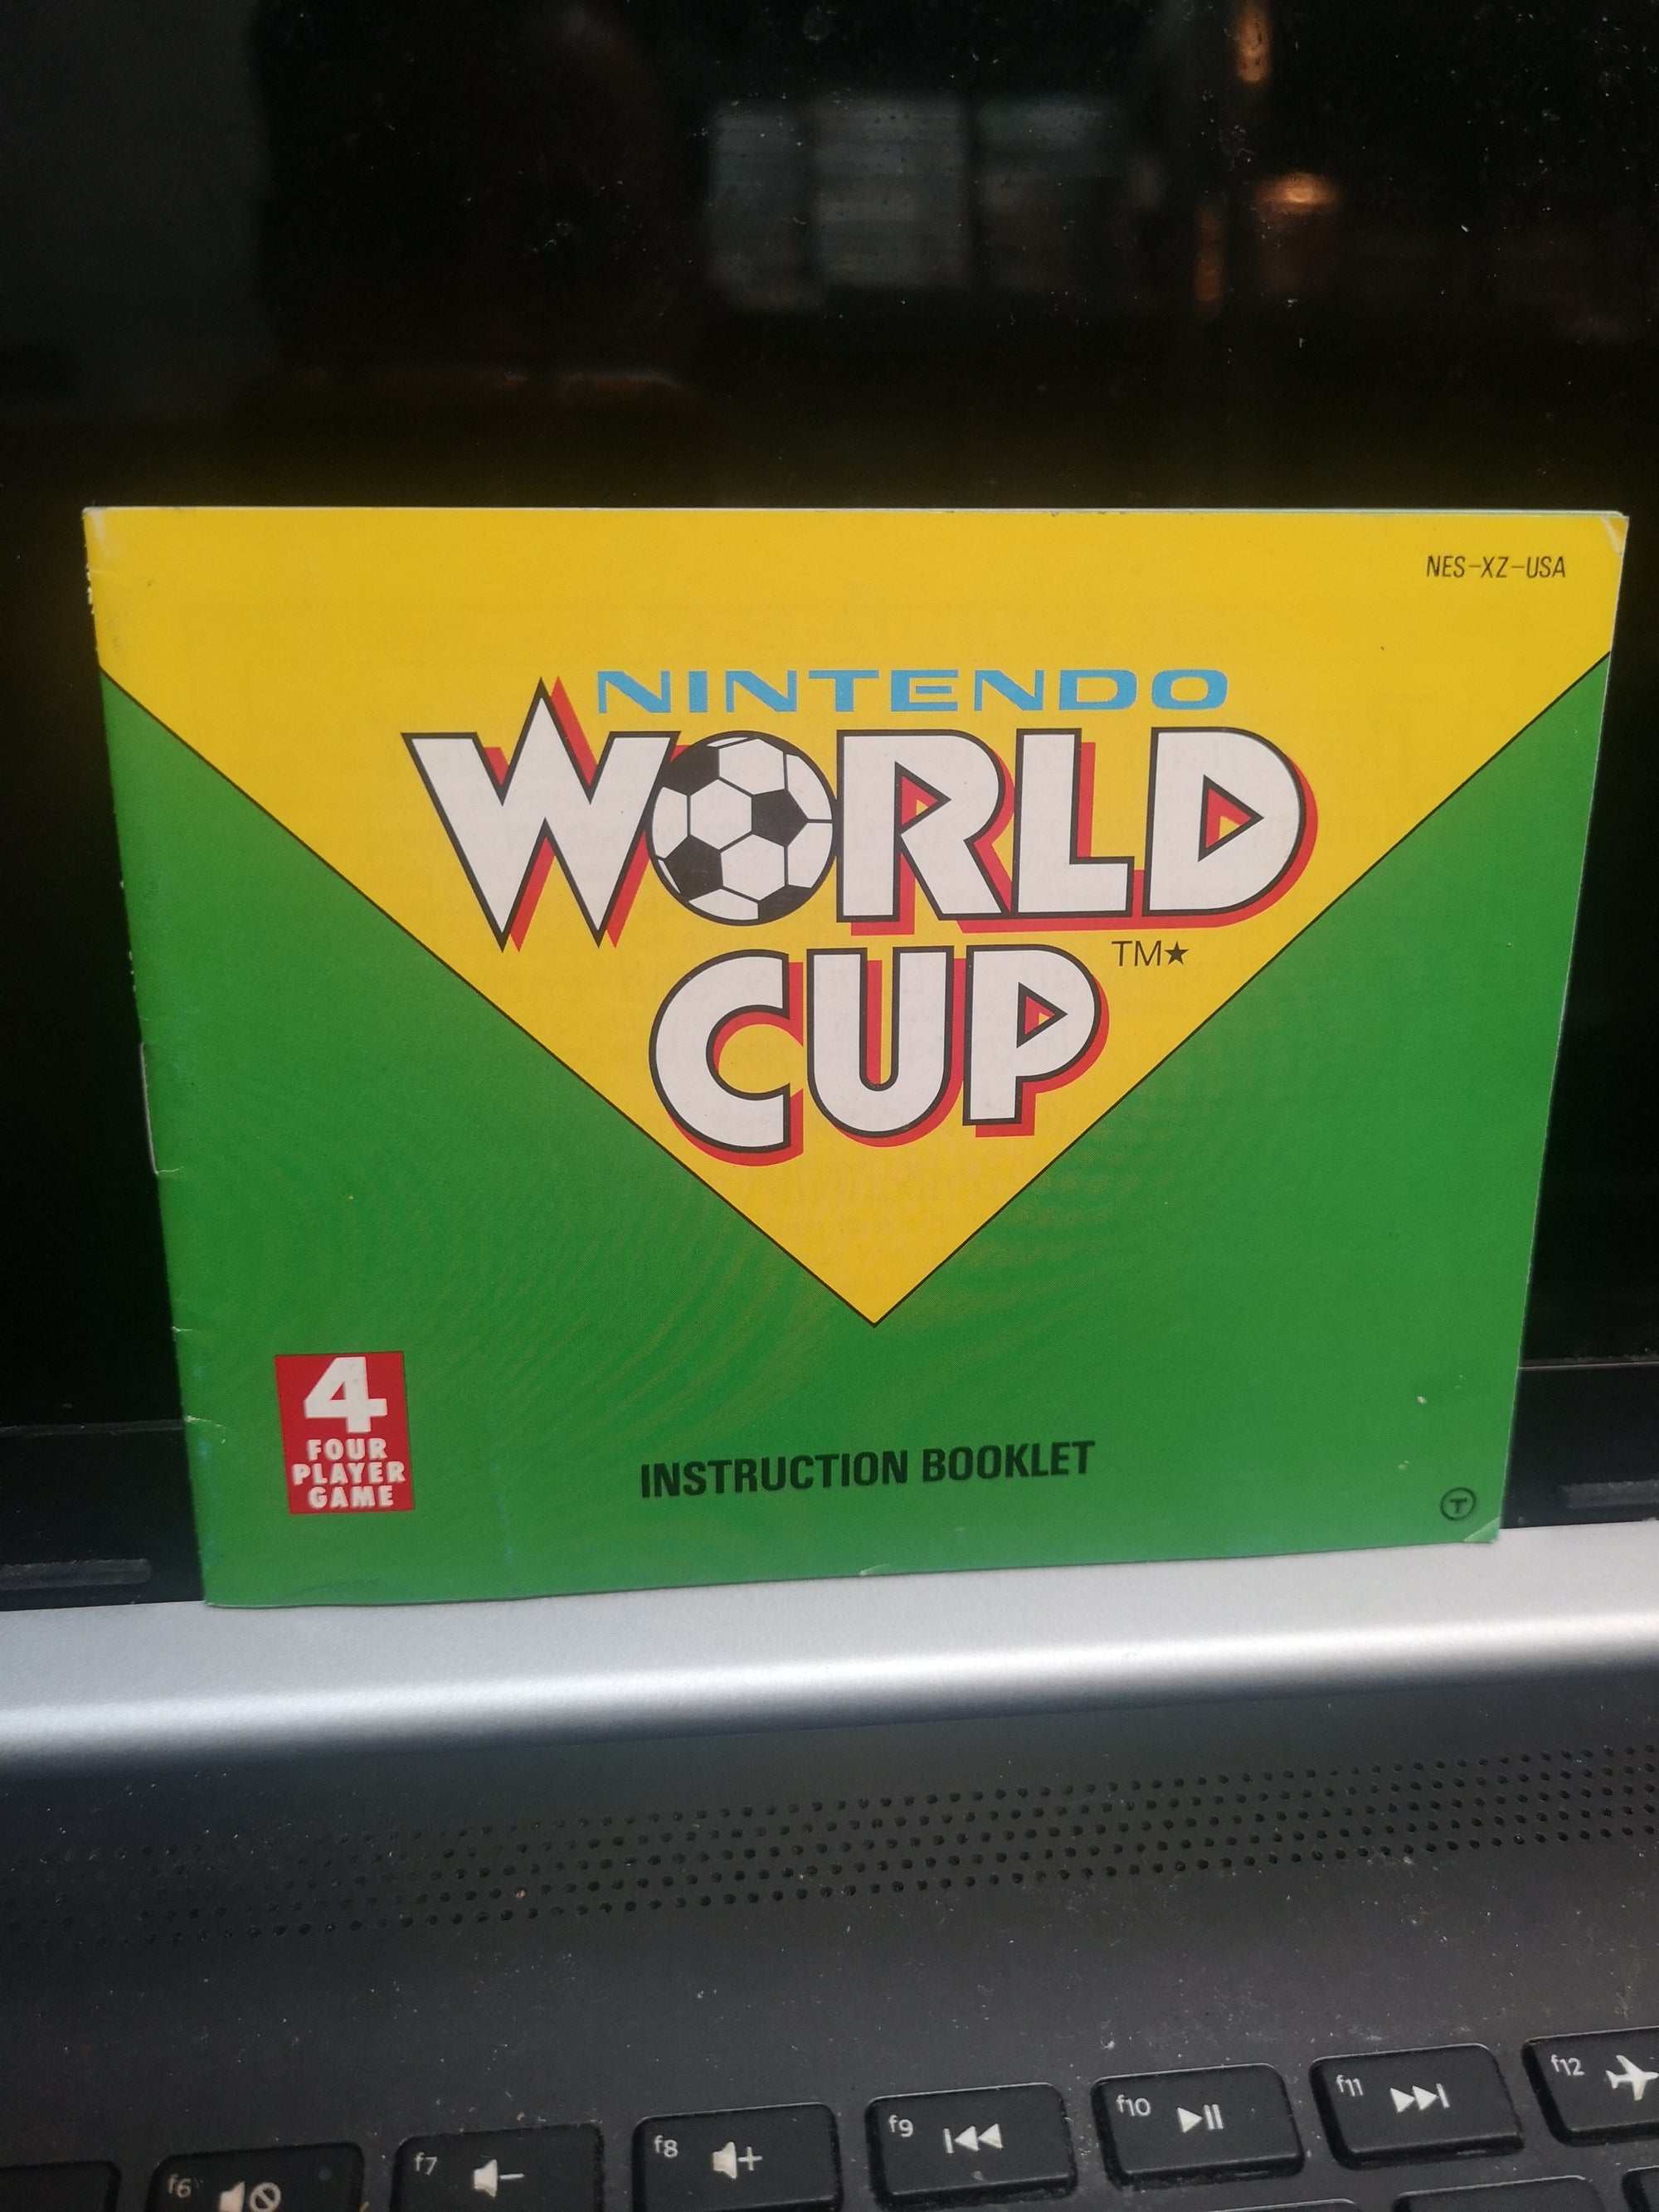 NES-XZ-USA
NINTENDO
WORLD
CUP TM★
4
FOUR
PLAYER
GAME
INSTRUCTION BOOKLET
T
f6
f7
f8
f9
f10
f11
f12